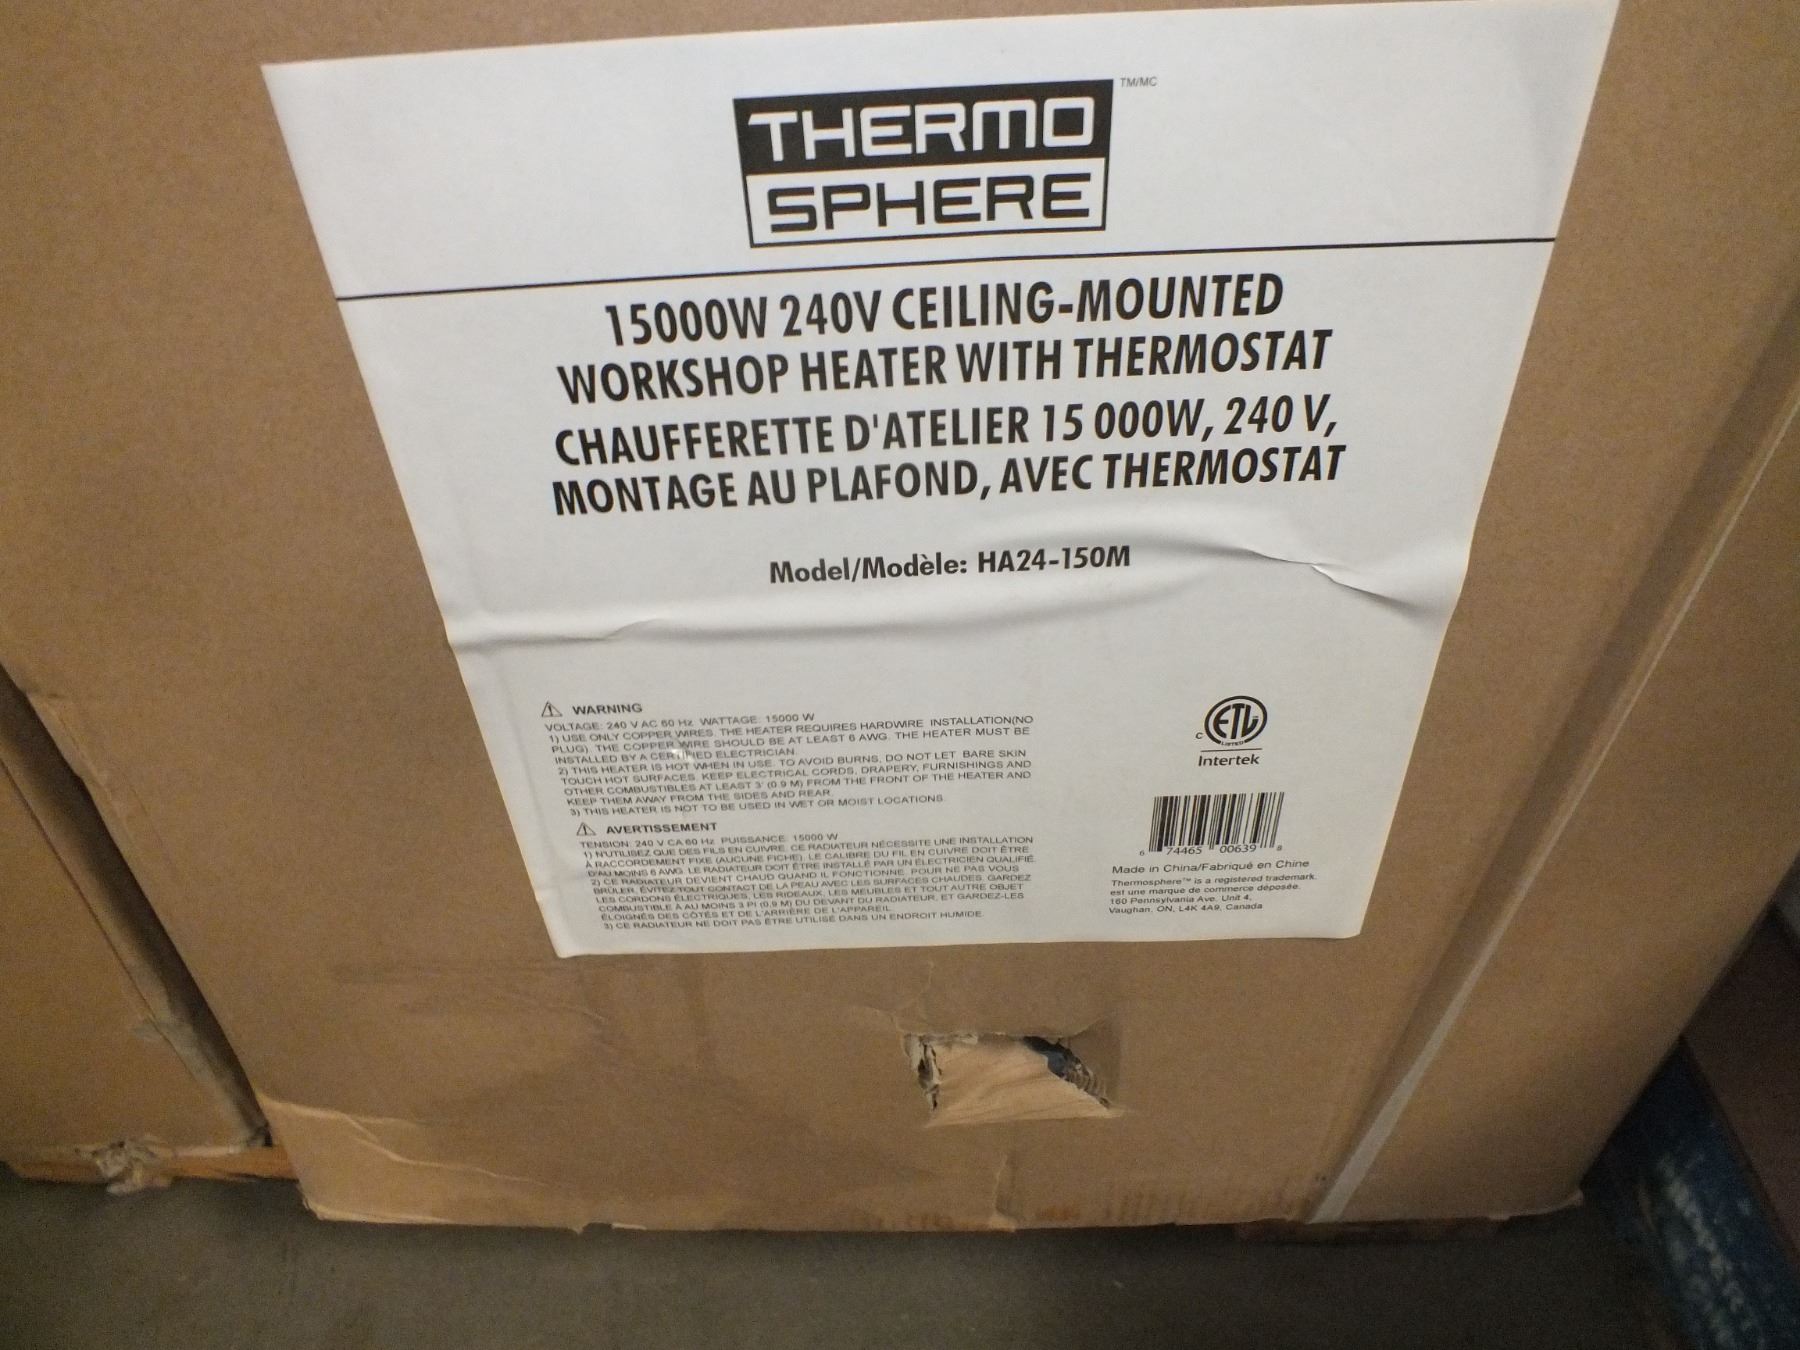 THERMO
SPHERE
TM/MC
15000W 240V CEILING-MOUNTED
WORKSHOP HEATER WITH THERMOSTAT
CHAUFFERETTE D'ATELIER 15 000W, 240 V,
MONTAGE AU PLAFOND, AVEC THERMOSTAT
Model/Modèle: HA24-150M
WARNING
VOLTAGE: 240 V AC 60 Hz WATTAGE: 15000 W
1) USE ONLY COPPER WIRES. THE HEATER REQUIRES HARDWIRE INSTALLATION(NO
PLUG). THE COPPER WIRE SHOULD BE AT LEAST 6 AWG. THE HEATER MUST BE
INSTALLED BY A CERTIFIED ELECTRICIAN.
2) THIS HEATER IS HOT WHEN IN USE. TO AVOID BURNS, DO NOT LET BARE SKIN
TOUCH HOT SURFACES. KEEP ELECTRICAL CORDS, DRAPERY, FURNISHINGS AND
OTHER COMBUSTIBLES AT LEAST 3' (0.9 M) FROM THE FRONT OF THE HEATER AND
KEEP THEM AWAY FROM THE SIDES AND REAR.
3) THIS HEATER IS NOT TO BE USED IN WET OR MOIST LOCATIONS.
AVERTISSEMENT
TENSION: 240 V CA 60 Hz PUISSANCE: 15000 W
1) N'UTILISEZ QUE DES FILS EN CUIVRE. CE RADIATEUR NÉCESSITE UNE INSTALLATION
À RACCORDEMENT FIXE (AUCUNE FICHE). LE CALIBRE DU FIL EN CUIVRE DOIT ÊTRE
D'AU MOINS 6 AWG. LE RADIATEUR DOIT ÊTRE INSTALLÉ PAR UN ÉLECTRICIEN QUALIFIÉ.
2) CE RADIATEUR DEVIENT CHAUD QUAND IL FONCTIONNE. POUR NE PAS VOUS
BRÛLER, ÉVITEZ TOUT CONTACT DE LA PEAU AVEC LES SURFACES CHAUDES. GARDEZ
LES CORDONS ÉLECTRIQUES, LES RIDEAUX, LES MEUBLES ET TOUT AUTRE OBJET
COMBUSTIBLE À AU MOINS 3 PI (0,9 M) DU DEVANT DU RADIATEUR, ET GARDEZ-LES
ÉLOIGNÉS DES CÔTÉS ET DE L'ARRIÈRE DE L'APPAREIL.
3) CE RADIATEUR NE DOIT PAS ÊTRE UTILISÉ DANS UN ENDROIT HUMIDE.
C
ETL
LISTED
Intertek
6 74465 00639 8
Made in China/Fabriqué en Chine
Thermosphere™ is a registered trademark.
est une marque de commerce déposée.
160 Pennsylvania Ave. Unit 4,
Vaughan, ON, L4K 4A9, Canada